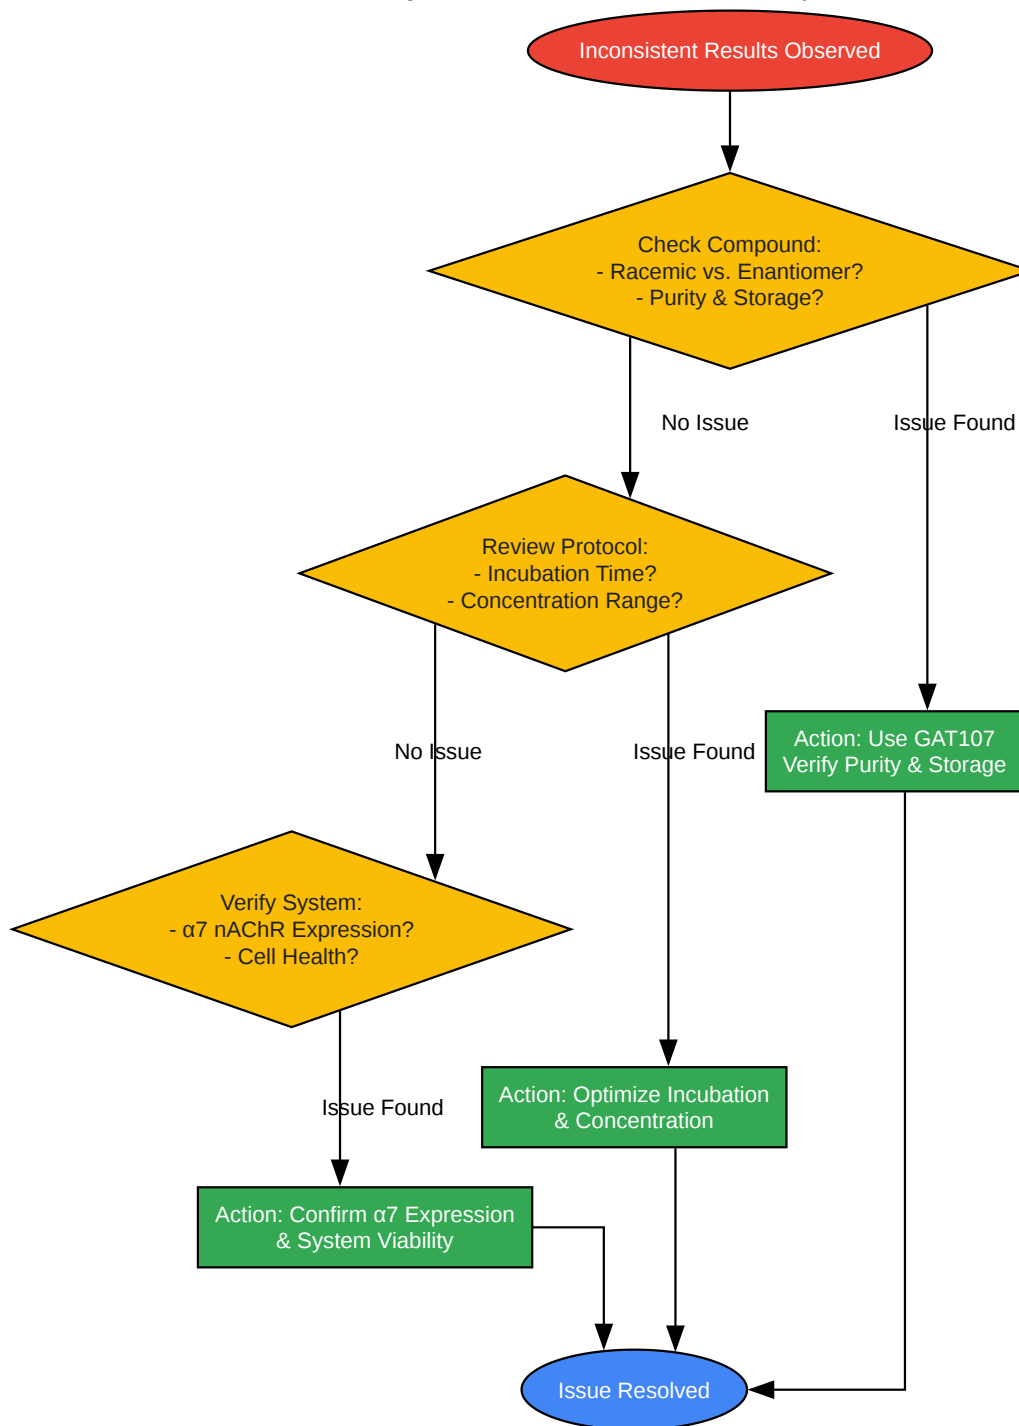 Inconsistent Results Observed
Check Compound:
- Racemic vs. Enantiomer?
- Purity & Storage?
No Issue
Issue Found
Review Protocol:
- Incubation Time?
- Concentration Range?
No Issue
Issue Found
Action: Use GAT107
Verify Purity & Storage
Verify System:
- α7 nAChR Expression?
- Cell Health?
Issue Found
Action: Optimize Incubation
& Concentration
Action: Confirm α7 Expression
& System Viability
Issue Resolved